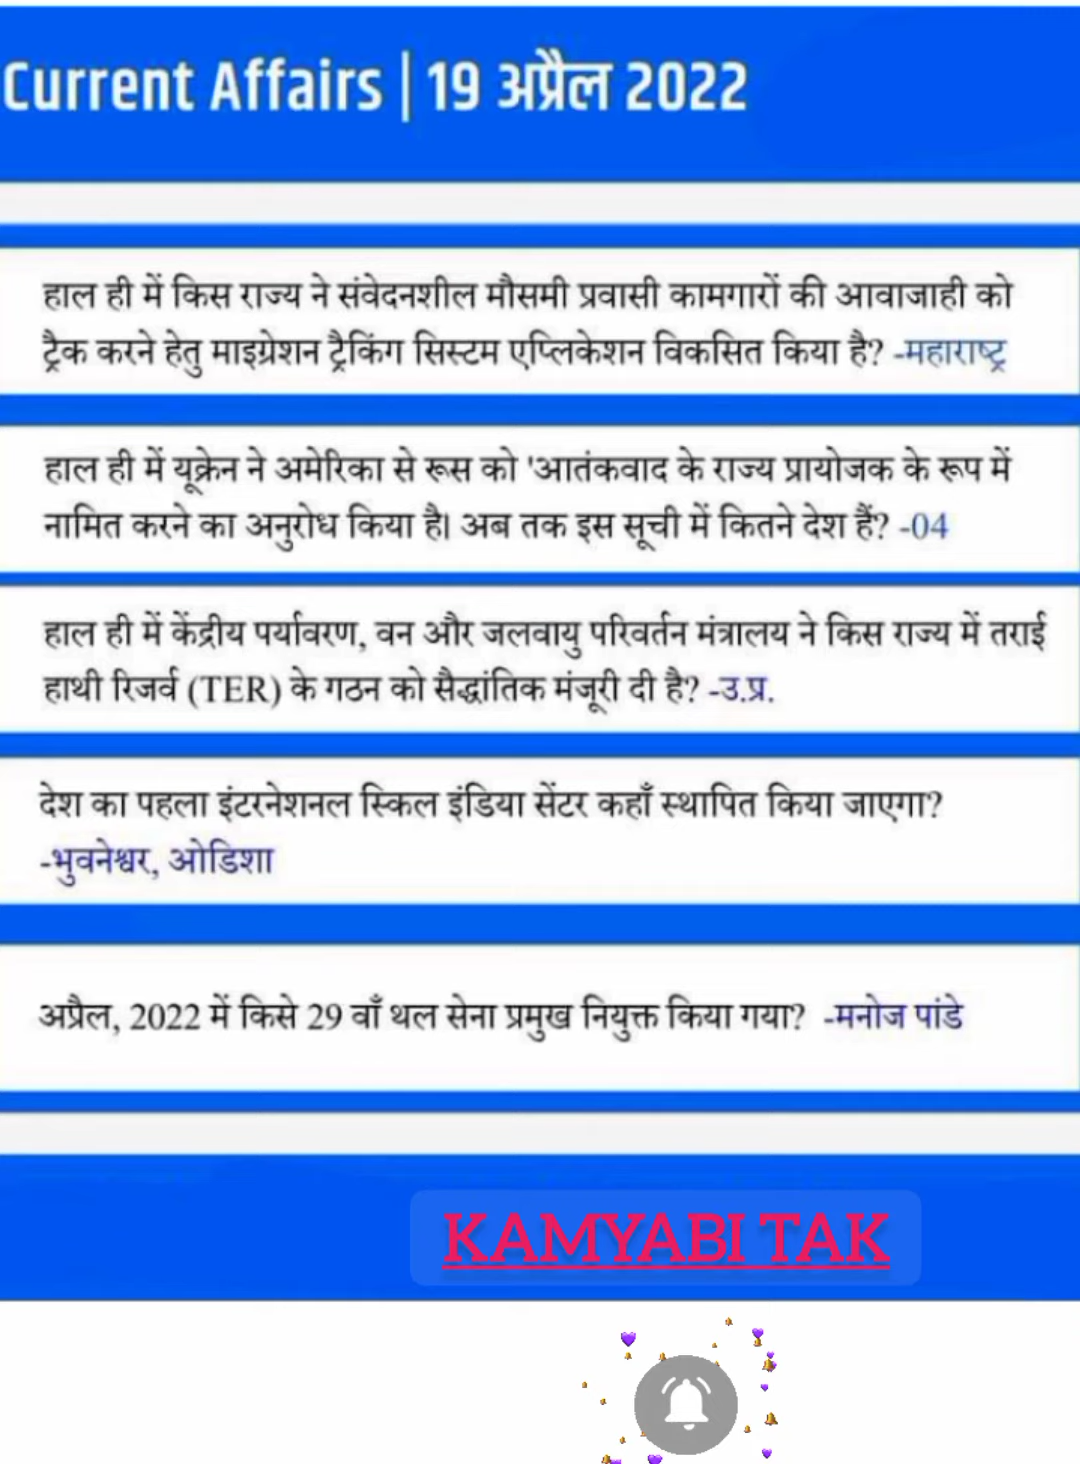 Current Affairs | 19 अप्रैल 2022
हाल ही में किस राज्य ने संवेदनशील मौसमी प्रवासी कामगारों की आवाजाही को
ट्रैक करने हेतु माइग्रेशन ट्रैकिंग सिस्टम एप्लिकेशन विकसित किया है? -महाराष्ट्र
हाल ही में यूक्रेन ने अमेरिका से रूस को 'आतंकवाद के राज्य प्रायोजक के रूप में
नामित करने का अनुरोध किया है। अब तक इस सूची में कितने देश हैं? -04
हाल ही में केंद्रीय पर्यावरण, वन और जलवायु परिवर्तन मंत्रालय ने किस राज्य में तराई
हाथी रिजर्व (TER) के गठन को सैद्धांतिक मंजूरी दी है? -उ.प्र.
देश का पहला इंटरनेशनल स्किल इंडिया सेंटर कहाँ स्थापित किया जाएगा?
-भुवनेश्वर, ओडिशा
अप्रैल, 2022 में किसे 29 वाँ थल सेना प्रमुख नियुक्त किया गया? -मनोज पांडे
KAMYABI TAK